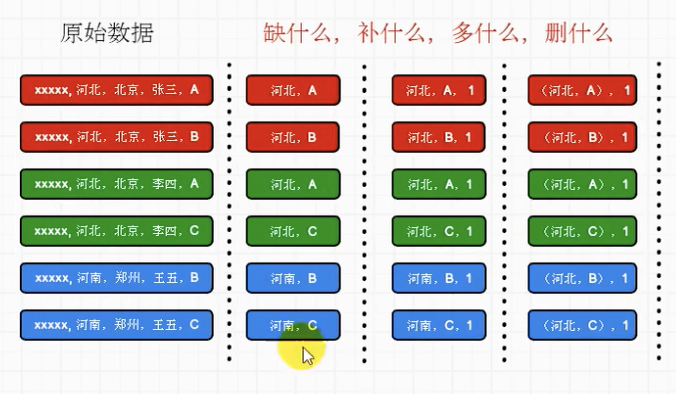 原始数据 缺什么，补什么，多什么，删什么
xxxxx, 河北，北京，张三，A 河北，A 河北，A，1 （河北，A），1
xxxxx, 河北，北京，张三，B 河北，B 河北，B，1 （河北，B），1
xxxxx, 河北，北京，李四，A 河北，A 河北，A，1 （河北，A），1
xxxxx, 河北，北京，李四，C 河北，C 河北，C，1 （河北，C），1
xxxxx, 河南，郑州，王五，B 河南，B 河南，B，1 （河北，B），1
xxxxx, 河南，郑州，王五，C 河南，C 河南，C，1 （河北，C），1